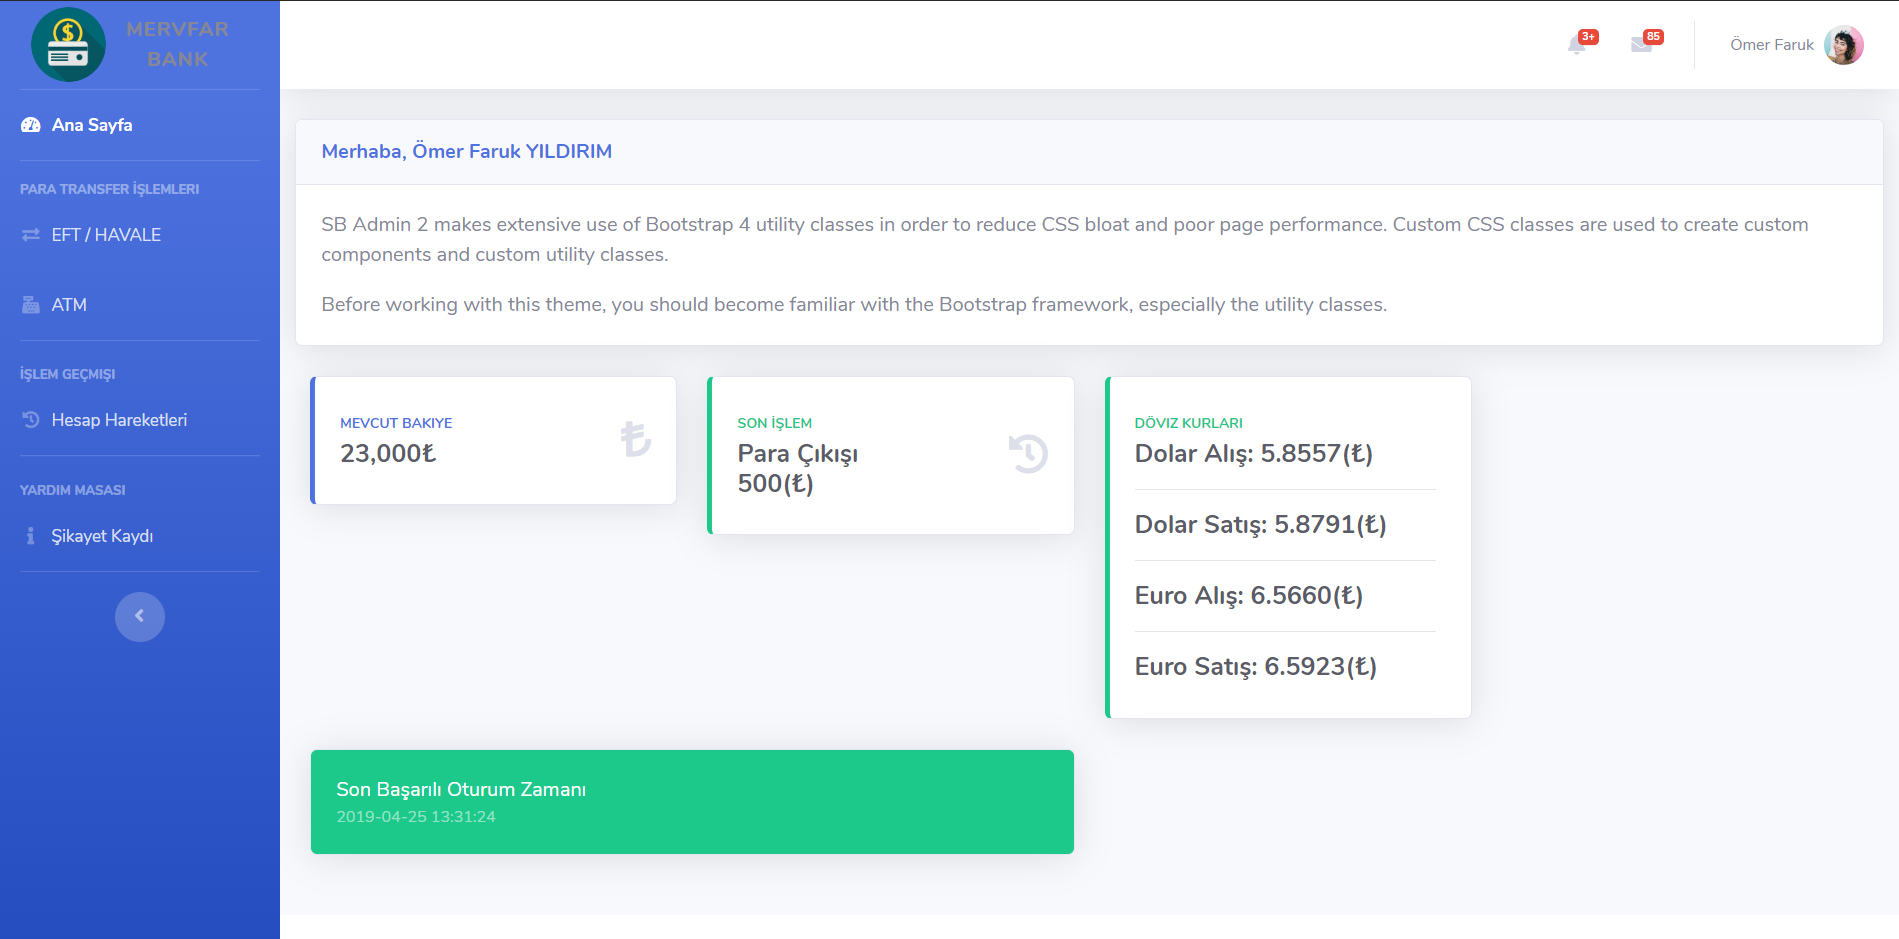 MERVFAR
BANK
3+
85
Ömer Faruk
Ana Sayfa
PARA TRANSFER İŞLEMLERI
EFT / HAVALE
ATM
İŞLEM GEÇMIŞI
Hesap Hareketleri
YARDIM MASASI
Şikayet Kaydı
Merhaba, Ömer Faruk YILDIRIM
SB Admin 2 makes extensive use of Bootstrap 4 utility classes in order to reduce CSS bloat and poor page performance. Custom CSS classes are used to create custom
components and custom utility classes.
Before working with this theme, you should become familiar with the Bootstrap framework, especially the utility classes.
MEVCUT BAKIYE
23,000₺
SON İŞLEM
Para Çıkışı
500(₺)
DÖVIZ KURLARI
Dolar Alış: 5.8557(₺)
Dolar Satış: 5.8791(₺)
Euro Alış: 6.5660(₺)
Euro Satış: 6.5923(₺)
Son Başarılı Oturum Zamanı
2019-04-25 13:31:24